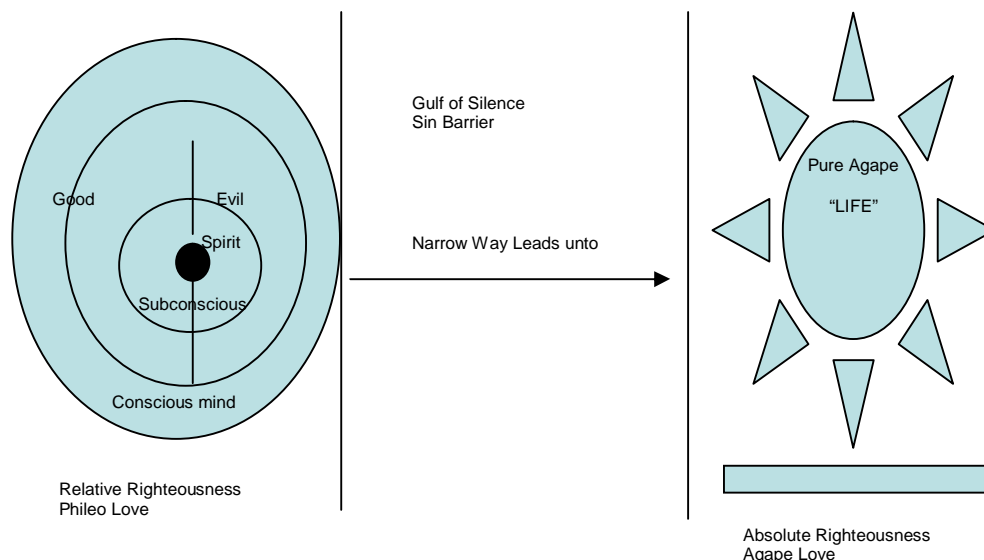 Good
Evil
Spirit
Subconscious
Conscious mind
Relative Righteousness
Phileo Love
Gulf of Silence
Sin Barrier
Narrow Way Leads unto
Pure Agape
“LIFE”
Absolute Righteousness
Agape Love